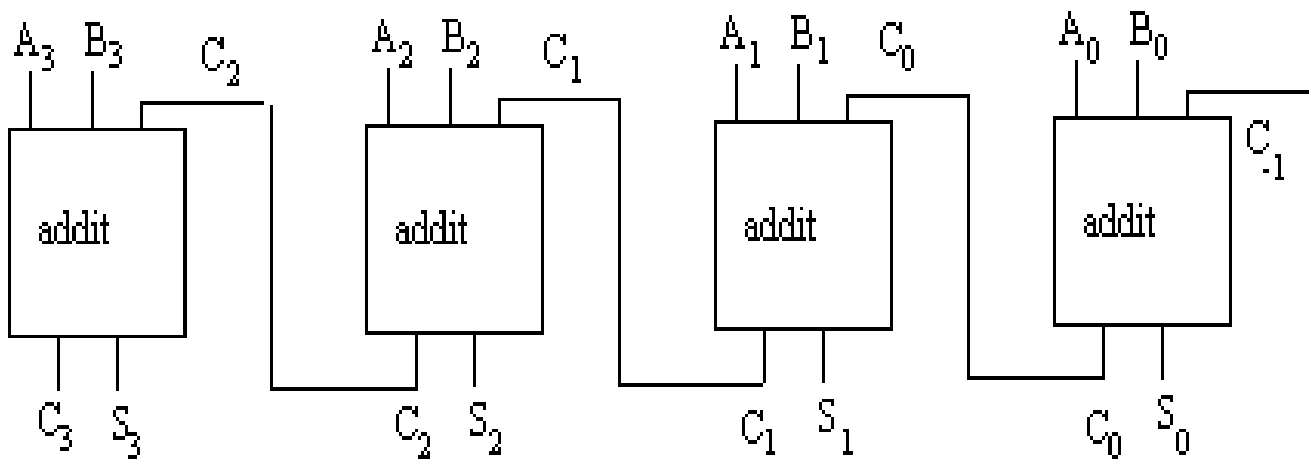 A₃ B₃ C₂ A₂ B₂ C₁ A₁ B₁ C₀ A₀ B₀
C₋₁
addit addit addit addit
C₃ S₃ C₂ S₂ C₁ S₁ C₀ S₀